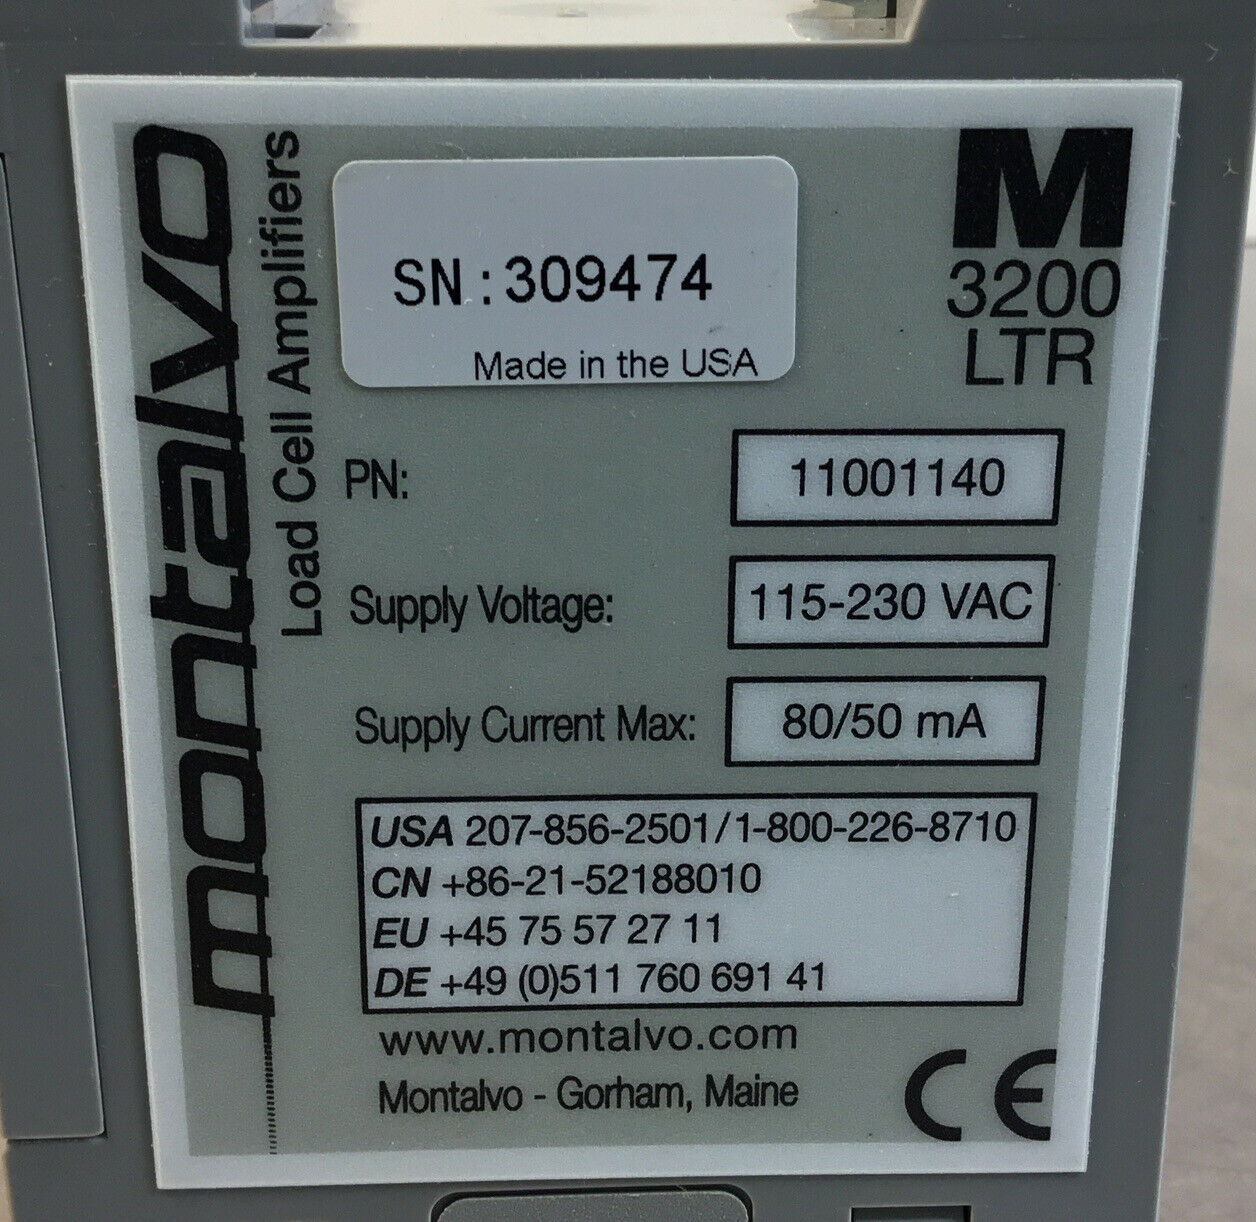 montalvo
Load Cell Amplifiers
SN: 309474
Made in the USA
M
3200
LTR
PN: 11001140
Supply Voltage: 115-230 VAC
Supply Current Max: 80/50 mA
USA 207-856-2501/1-800-226-8710
CN +86-21-52188010
EU +45 75 57 27 11
DE +49 (0)511 760 691 41
www.montalvo.com
Montalvo - Gorham, Maine
CE